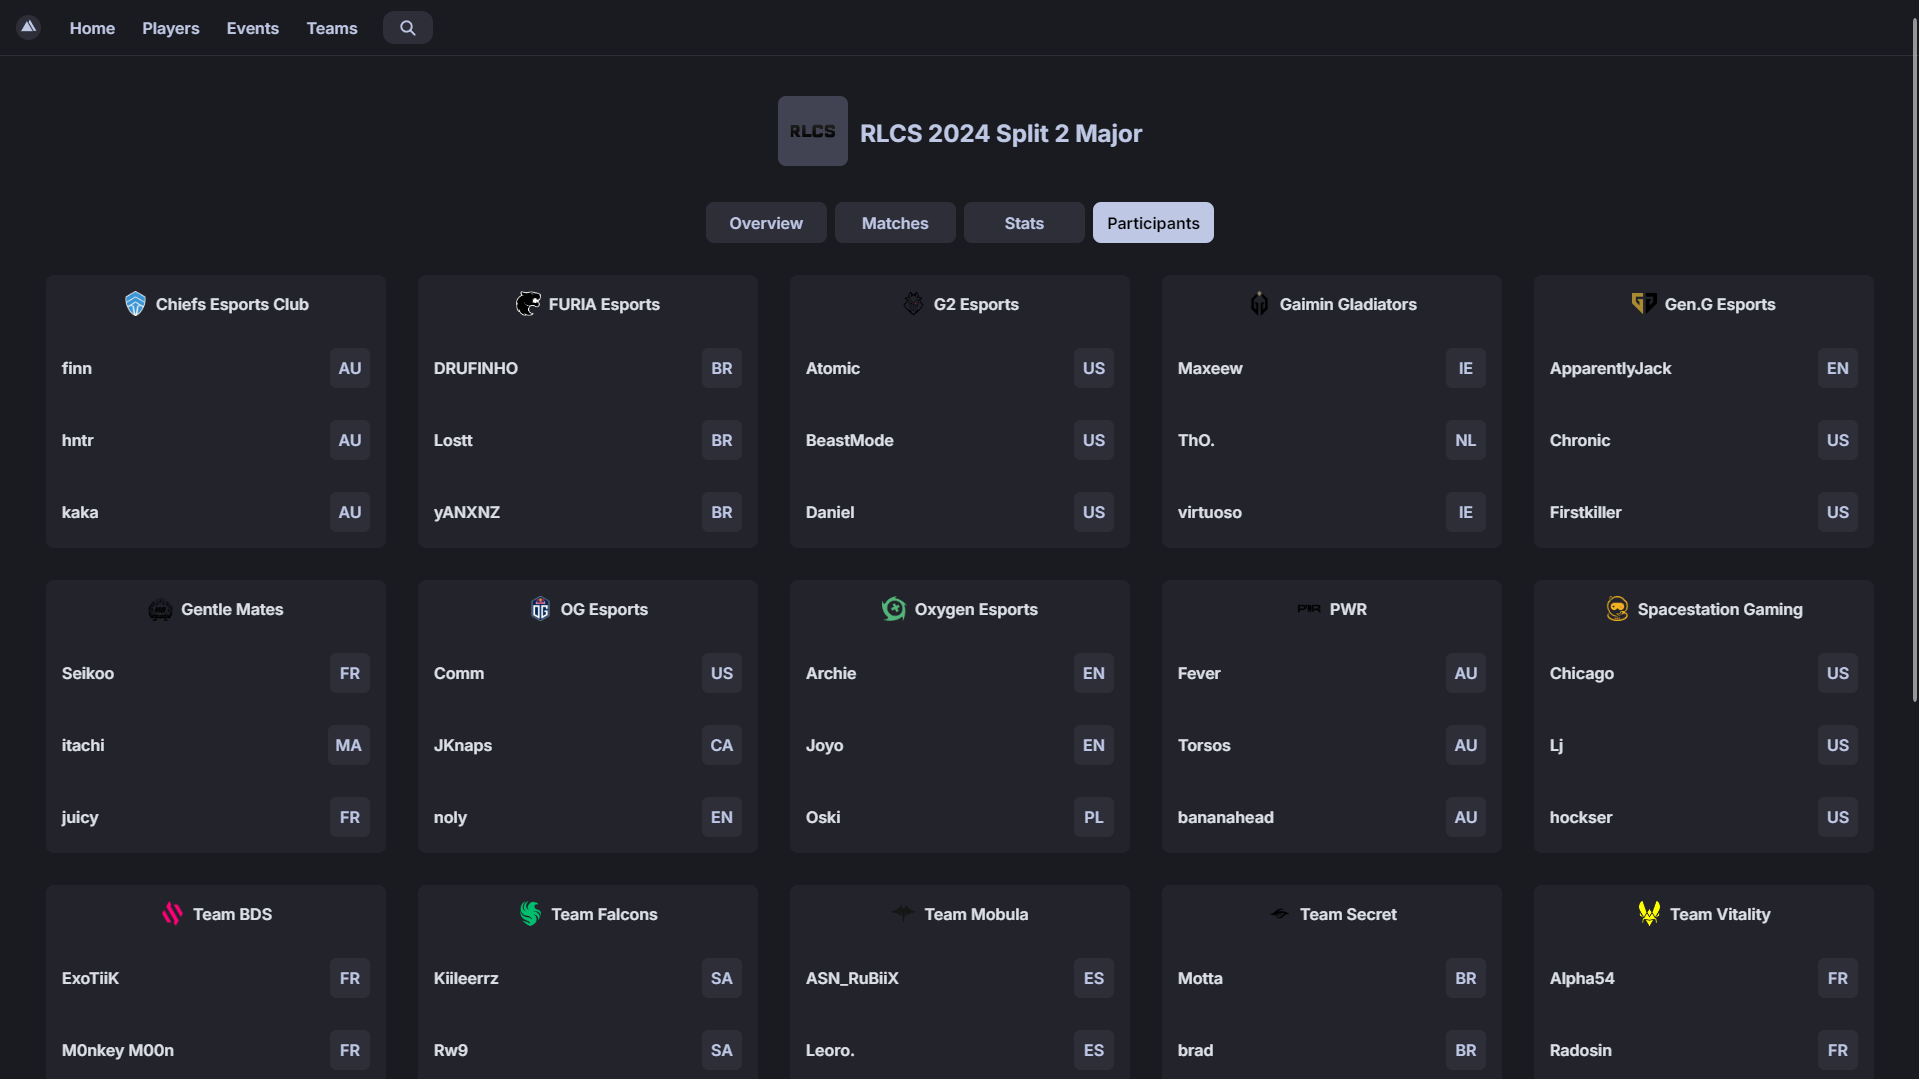 Home Players Events Teams
RLCS
RLCS 2024 Split 2 Major
Overview Matches Stats Participants
Chiefs Esports Club
finn AU
hntr AU
kaka AU
FURIA Esports
DRUFINHO BR
Lostt BR
yANXNZ BR
G2 Esports
Atomic US
BeastMode US
Daniel US
Gaimin Gladiators
Maxeew IE
ThO. NL
virtuoso IE
Gen.G Esports
ApparentlyJack EN
Chronic US
Firstkiller US
Gentle Mates
Seikoo FR
itachi MA
juicy FR
OG OG Esports
Comm US
JKnaps CA
noly EN
Oxygen Esports
Archie EN
Joyo EN
Oski PL
PWR PWR
Fever AU
Torsos AU
bananahead AU
Spacestation Gaming
Chicago US
Lj US
hockser US
Team BDS
ExoTiiK FR
M0nkey M00n FR
Team Falcons
Kiileerrz SA
Rw9 SA
Team Mobula
ASN_RuBiiX ES
Leoro. ES
Team Secret
Motta BR
brad BR
Team Vitality
Alpha54 FR
Radosin FR